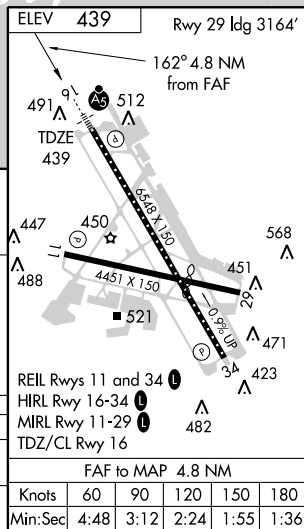 ELEV 439
Rwy 29 ldg 3164'
162° 4.8 NM
from FAF
16
A5
491
512
TDZE
439
P
6548 X 150
447
P
450
568
11
488
4451 X 150
451
29
0.9% UP
521
471
P
34
423
REIL Rwys 11 and 34 L
HIRL Rwy 16-34 L
MIRL Rwy 11-29 L
482
TDZ/CL Rwy 16
FAF to MAP 4.8 NM
Knots 60 90 120 150 180
Min:Sec 4:48 3:12 2:24 1:55 1:36